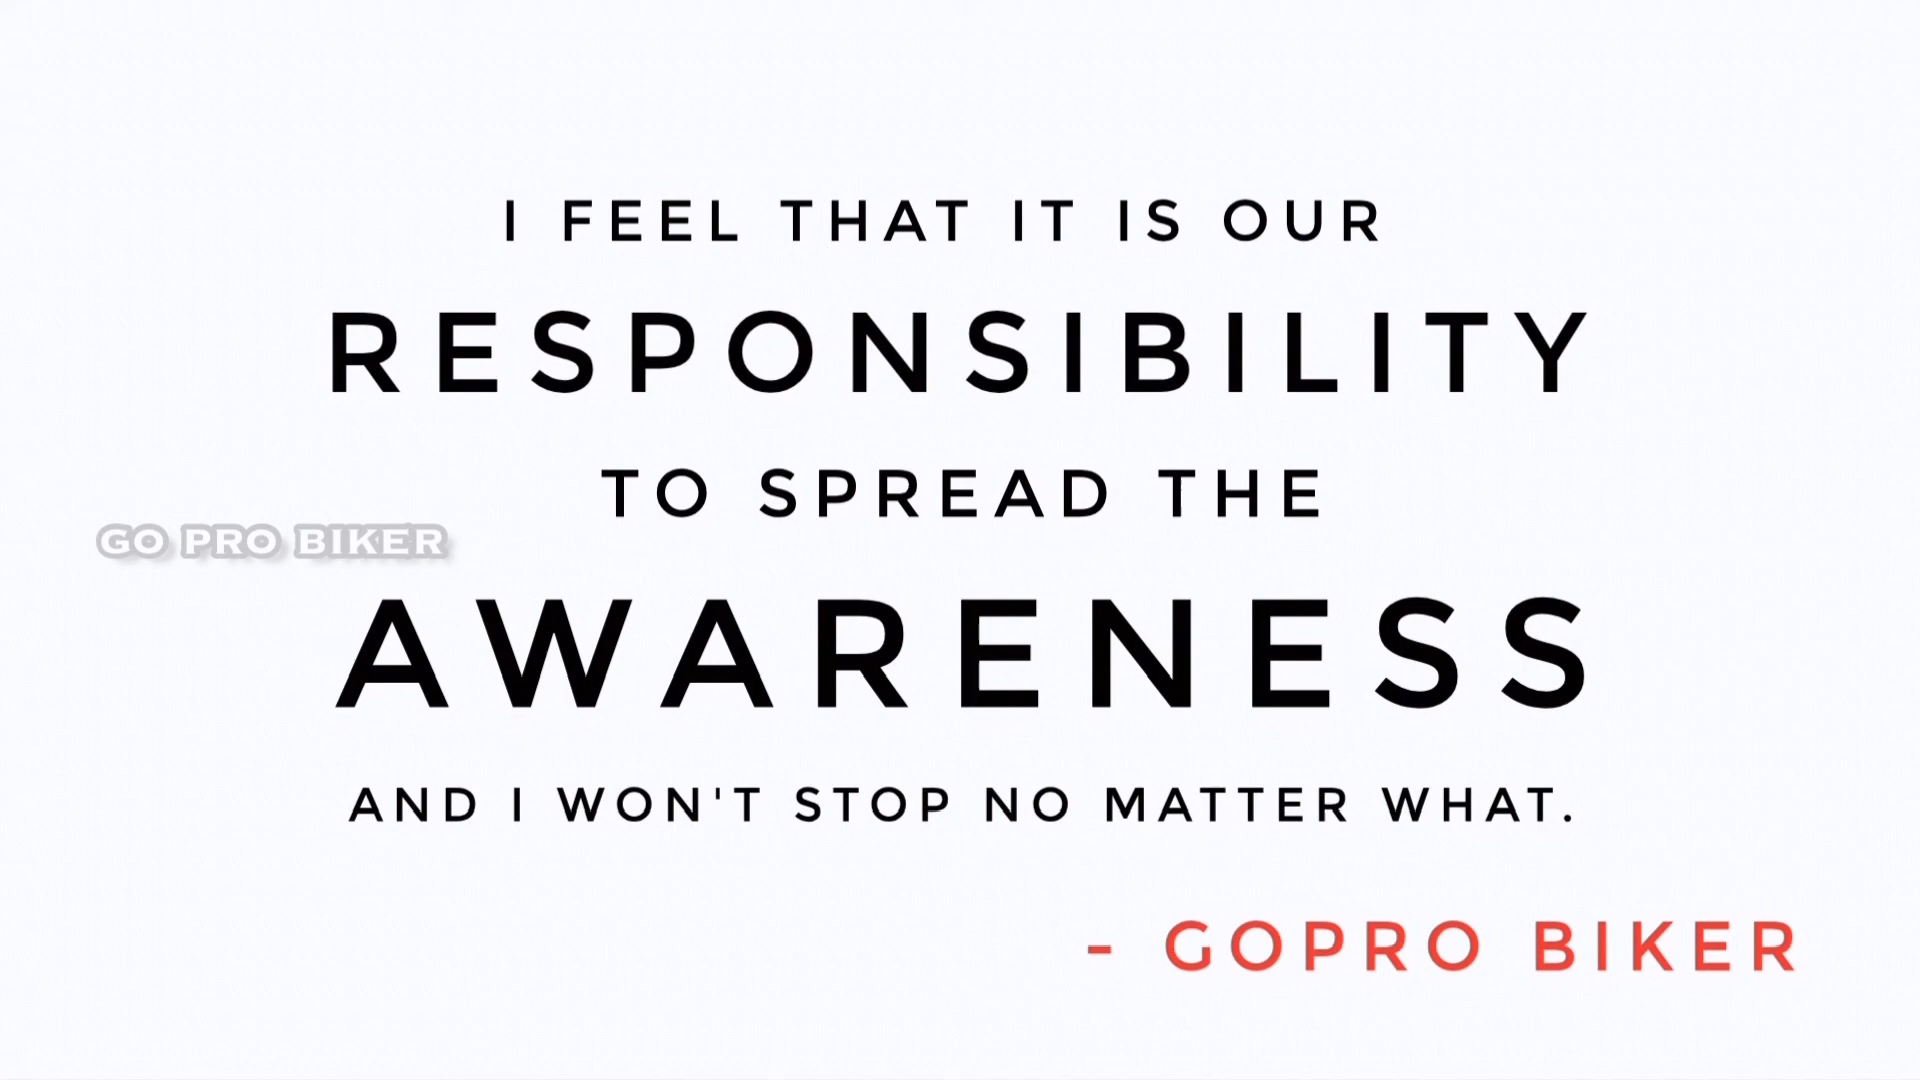 I FEEL THAT IT IS OUR
RESPONSIBILITY
TO SPREAD THE
GO PRO BIKER
AWARENESS
AND I WON'T STOP NO MATTER WHAT.
- GOPRO BIKER